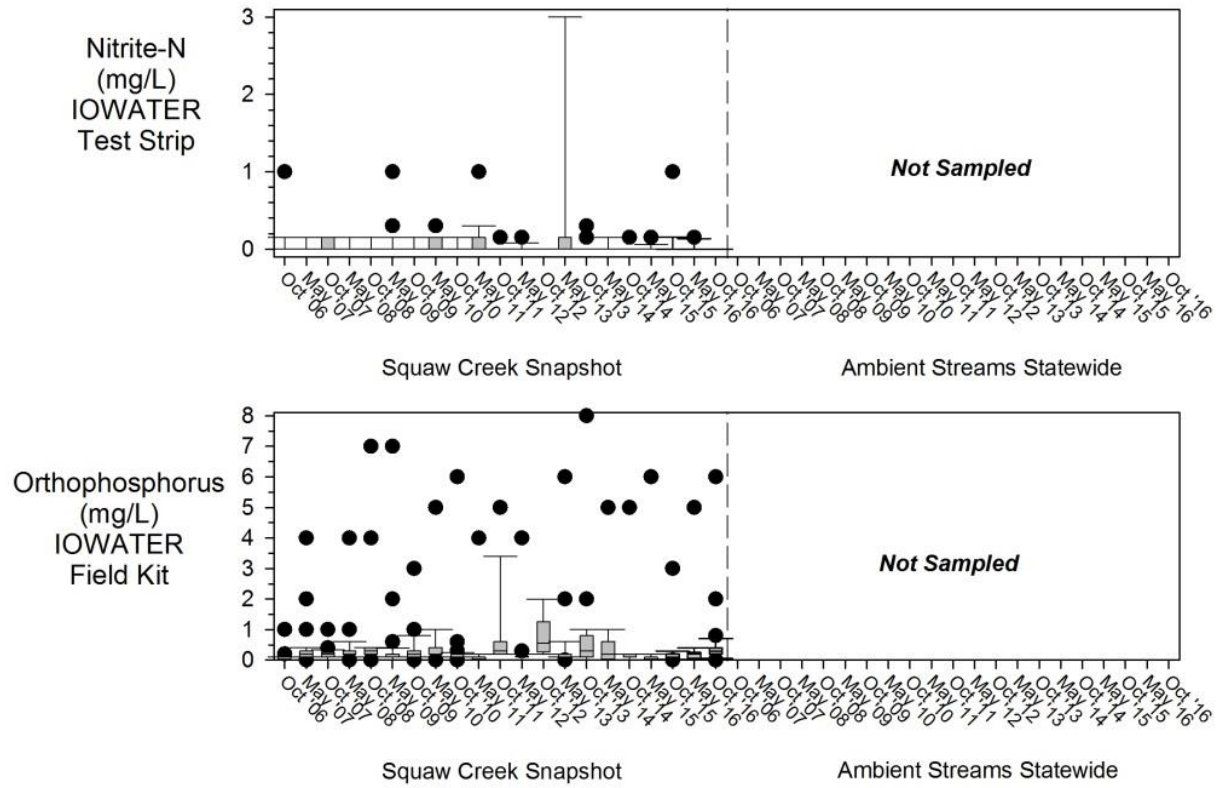 Nitrite-N
(mg/L)
IOWATER
Test Strip
3
2
1
0
Not Sampled
Oct '06 May '07 Oct '07 May '08 Oct '08 May '09 Oct '09 May '10 Oct '10 May '11 Oct '11 May '12 Oct '12 May '13 Oct '13 May '14 Oct '14 May '15 Oct '15 May '16 Oct '16 Oct '06 May '07 Oct '07 May '08 Oct '08 May '09 Oct '09 May '10 Oct '10 May '11 Oct '11 May '12 Oct '12 May '13 Oct '13 May '14 Oct '14 May '15 Oct '15 May '16 Oct '16
Squaw Creek Snapshot Ambient Streams Statewide
Orthophosphorus
(mg/L)
IOWATER
Field Kit
8
7
6
5
4
3
2
1
0
Not Sampled
Oct '06 May '07 Oct '07 May '08 Oct '08 May '09 Oct '09 May '10 Oct '10 May '11 Oct '11 May '12 Oct '12 May '13 Oct '13 May '14 Oct '14 May '15 Oct '15 May '16 Oct '16 Oct '06 May '07 Oct '07 May '08 Oct '08 May '09 Oct '09 May '10 Oct '10 May '11 Oct '11 May '12 Oct '12 May '13 Oct '13 May '14 Oct '14 May '15 Oct '15 May '16 Oct '16
Squaw Creek Snapshot Ambient Streams Statewide